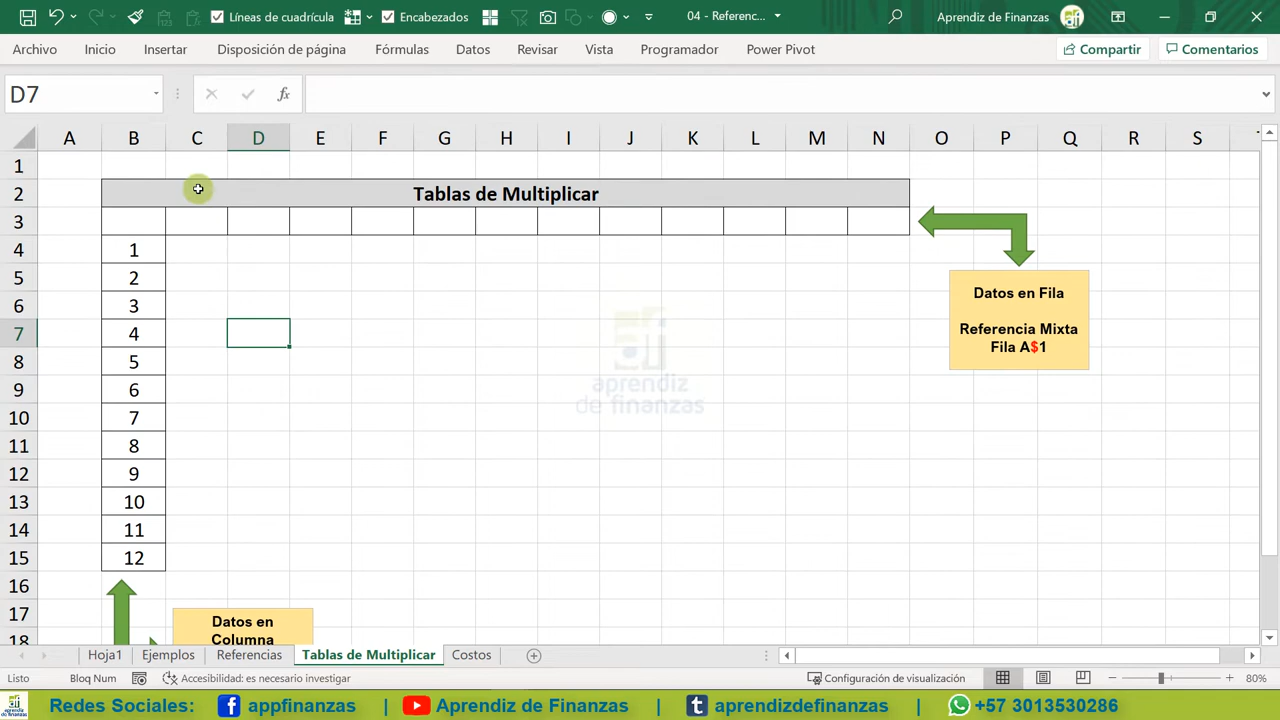 Líneas de cuadrícula Encabezados 04 - Referenc... Aprendiz de Finanzas
Archivo Inicio Insertar Disposición de página Fórmulas Datos Revisar Vista Programador Power Pivot Compartir Comentarios
D7 fx
A B C D E F G H I J K L M N O P Q R S
1
2 Tablas de Multiplicar
3
4 1
5 2
6 3
7 4
8 5
9 6
10 7
11 8
12 9
13 10
14 11
15 12
16
17
18
Datos en Fila
Referencia Mixta
Fila A$1
aprendiz
de finanzas
Datos en
Columna
Hoja1 Ejemplos Referencias Tablas de Multiplicar Costos
Listo Bloq Num Accesibilidad: es necesario investigar Configuración de visualización 80%
Redes Sociales: appfinanzas | Aprendiz de Finanzas | aprendizdefinanzas | +57 3013530286